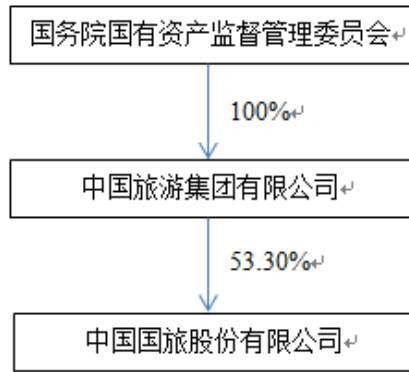 国务院国有资产监督管理委员会
100%
中国旅游集团有限公司
53.30%
中国国旅股份有限公司